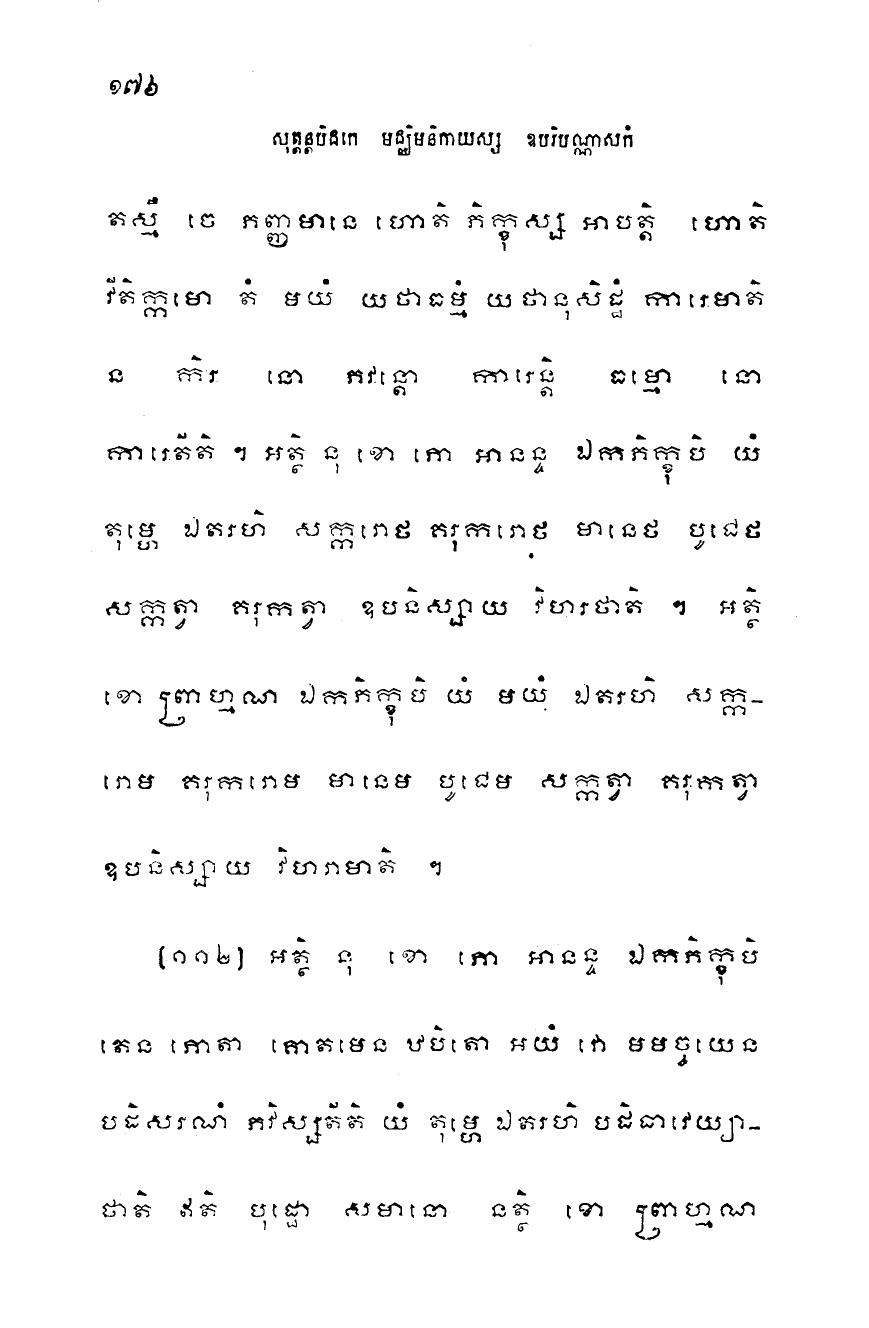 ១៧៦
សុត្តន្តបិដកេ មជ្ឈិមនិកាយស្ស ឧបរិបណ្ណាសកំ
តស្មឹ ចេ ភញ្ញមានេ ហោតិ ភិក្ខុស្ស អាបត្តិ ហោតិ
វីតិក្កមោ តំ មយំ យថាធម្មំ យថានុសិដ្ឋំ ការេមាតិ
ន កិរ នោ ភវន្តោ ការេន្តិ ធម្មោ នោ
ការេតីតិ ។ អត្ថិ នុ ខោ ភោ អានន្ទ ឯកភិក្ខុបិ យំ
តុម្ហេ ឯតរហិ សក្ករោថ គរុករោថ មានេថ បូជេថ
សក្កត្វា គរុកត្វា ឧបនិស្សាយ វិហរថាតិ ។ អត្ថិ
ខោ ព្រាហ្មណ ឯកភិក្ខុបិ យំ មយំ ឯតរហិ សក្ក-
រោម គរុករោម មានេម បូជេម សក្កត្វា គរុកត្វា
ឧបនិស្សាយ វិហរាមាតិ ។
[១១២] អត្ថិ នុ ខោ ភោ អានន្ទ ឯកភិក្ខុបិ
តេន ភោតា គោតមេន ឋបិតោ អយំ វោ មមច្ចយេន
បដិសរណំ ភវិស្សតីតិ យំ តុម្ហេ ឯតរហិ បដិធាវេយ្យា-
ថាតិ ឥតិ បុដ្ឋោ សមានោ នត្ថិ ខោ ព្រាហ្មណ